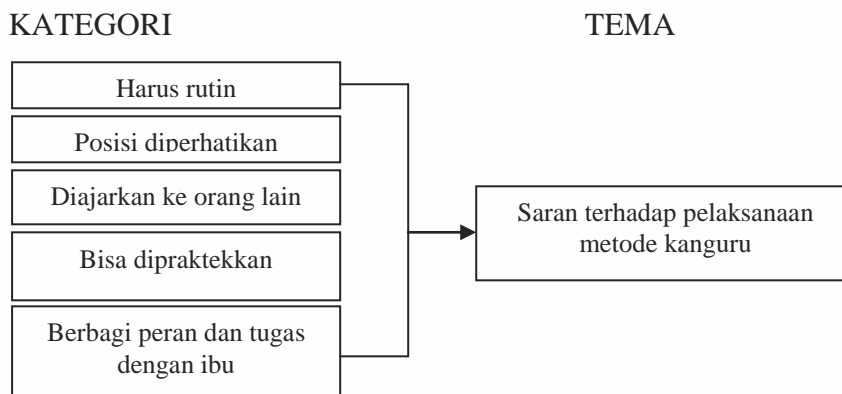 KATEGORI
TEMA
Harus rutin
Posisi diperhatikan
Diajarkan ke orang lain
Bisa dipraktekkan
Berbagi peran dan tugas
dengan ibu
Saran terhadap pelaksanaan
metode kanguru